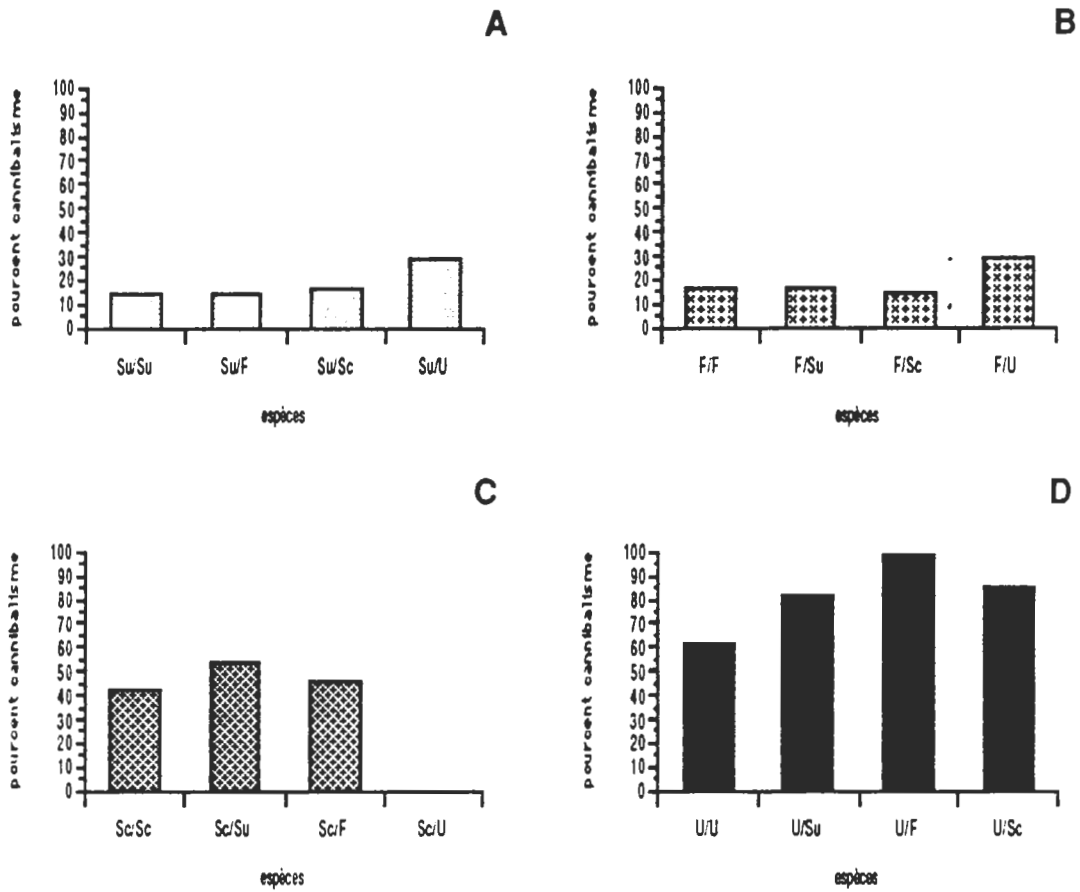 A
pourcent cannibalisme
100
90
80
70
60
50
40
30
20
10
0
Su/Su Su/F Su/Sc Su/U
espèces
B
pourcent cannibalisme
100
90
80
70
60
50
40
30
20
10
0
F/F F/Su F/Sc F/U
espèces
C
pourcent cannibalisme
100
90
80
70
60
50
40
30
20
10
0
Sc/Sc Sc/Su Sc/F Sc/U
espèces
D
pourcent cannibalisme
100
90
80
70
60
50
40
30
20
10
0
U/U U/Su U/F U/Sc
espèces